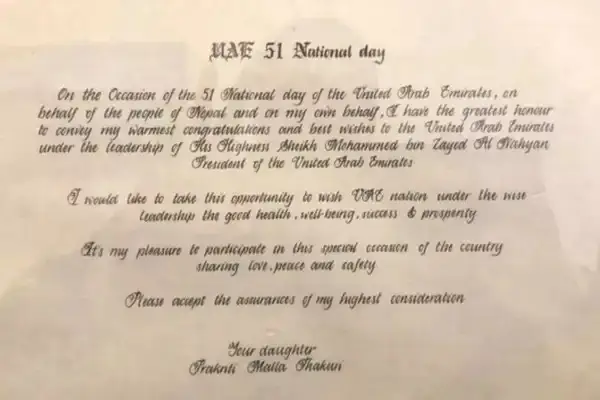 UAE 51 National day
On the Occasion of the 51 National day of the United Arab Emirates, on
behalf of the people of Nepal and on my own behalf, I have the greatest honour
to convey my warmest congratulations and best wishes to the United Arab Emirates
under the leadership of His Highness Sheikh Mohammed bin Zayed Al Nahyan
President of the United Arab Emirates
I would like to take this opportunity to wish UAE nation under the wise
leadership the good health, well-being, success & prosperity
It's my pleasure to participate in this special occasion of the country
sharing love, peace and safety
Please accept the assurances of my highest consideration
Your daughter
Prakriti Malla Thakuri